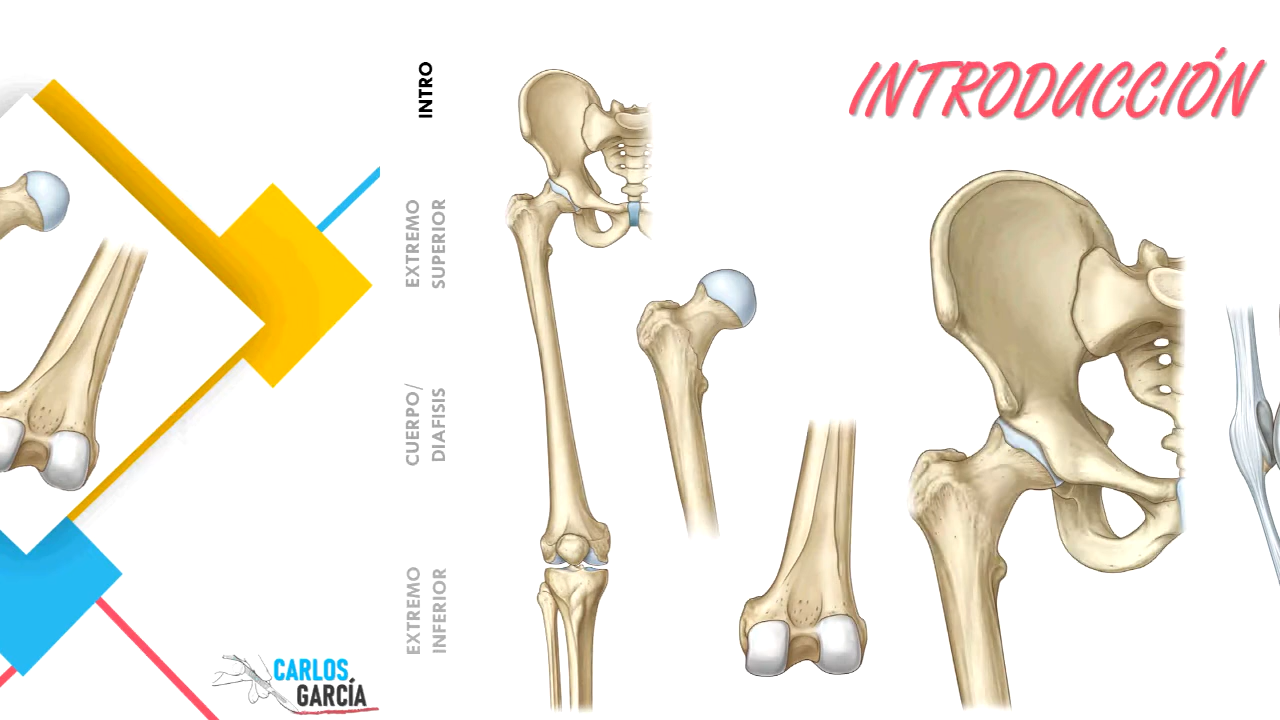 INTRODUCCIÓN
INTRO
EXTREMO
SUPERIOR
CUERPO/
DIAFISIS
EXTREMO
INFERIOR
CARLOS
GARCÍA